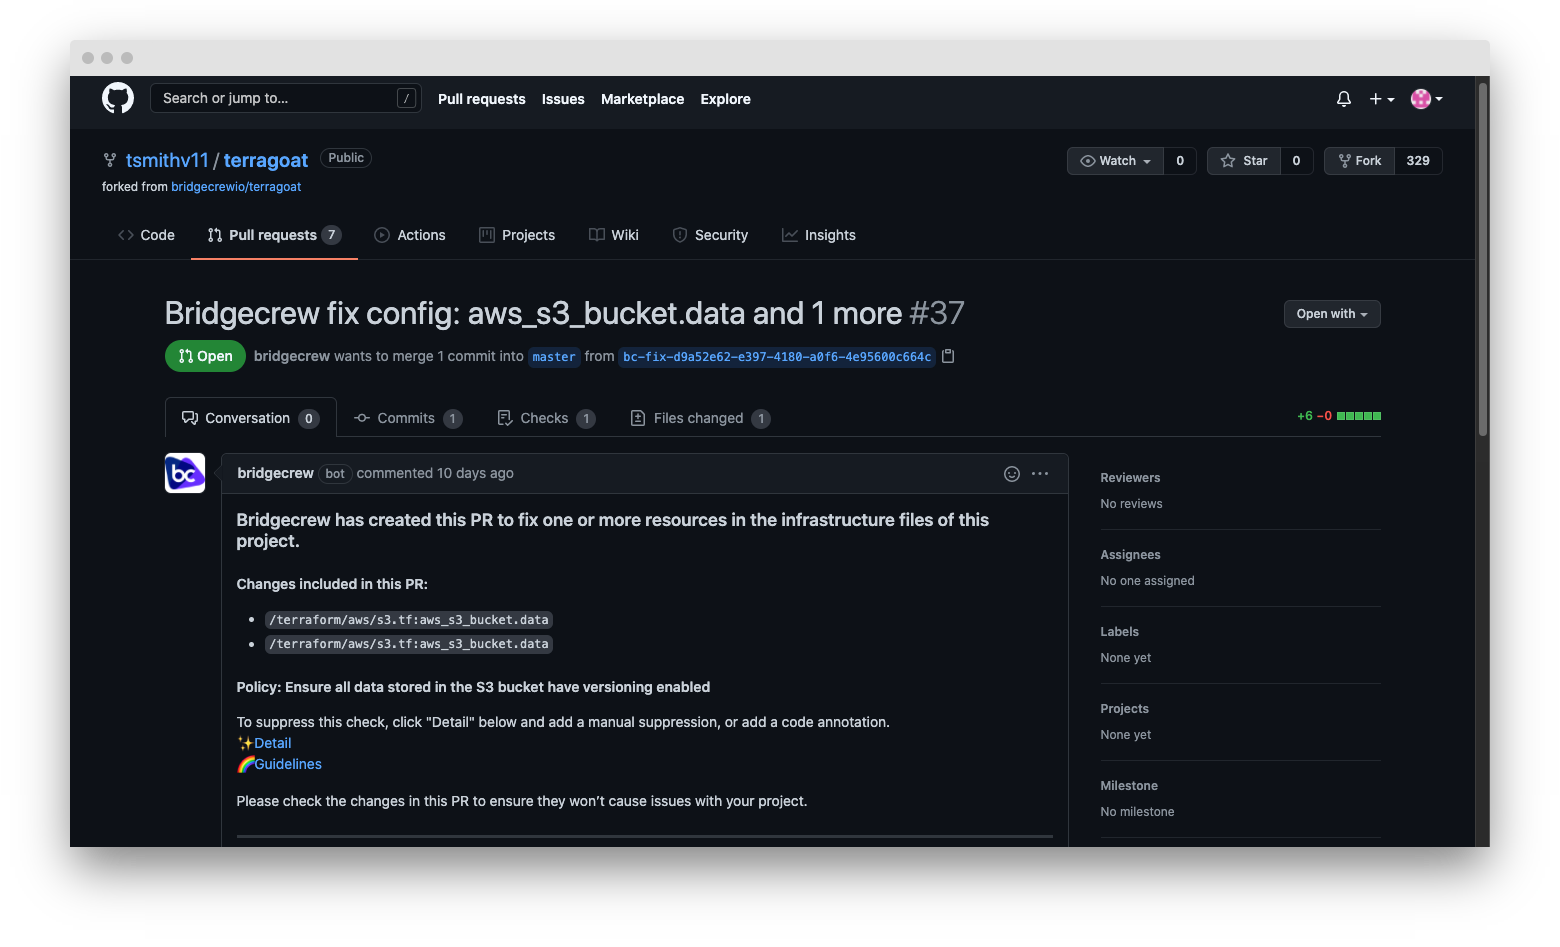 Search or jump to... /
Pull requests Issues Marketplace Explore
tsmithv11 / terragoat Public
Watch 0 Star 0 Fork 329
forked from bridgecrewio/terragoat
Code Pull requests 7 Actions Projects Wiki Security Insights
Bridgecrew fix config: aws_s3_bucket.data and 1 more #37
Open with
Open bridgecrew wants to merge 1 commit into master from bc-fix-d9a52e62-e397-4180-a0f6-4e95600c664c
Conversation 0 Commits 1 Checks 1 Files changed 1
+6 −0
bc
bridgecrew bot commented 10 days ago
Bridgecrew has created this PR to fix one or more resources in the infrastructure files of this
project.
Changes included in this PR:
/terraform/aws/s3.tf:aws_s3_bucket.data
/terraform/aws/s3.tf:aws_s3_bucket.data
Policy: Ensure all data stored in the S3 bucket have versioning enabled
To suppress this check, click "Detail" below and add a manual suppression, or add a code annotation.
✨Detail
🌈Guidelines
Please check the changes in this PR to ensure they won’t cause issues with your project.
Reviewers
No reviews
Assignees
No one assigned
Labels
None yet
Projects
None yet
Milestone
No milestone